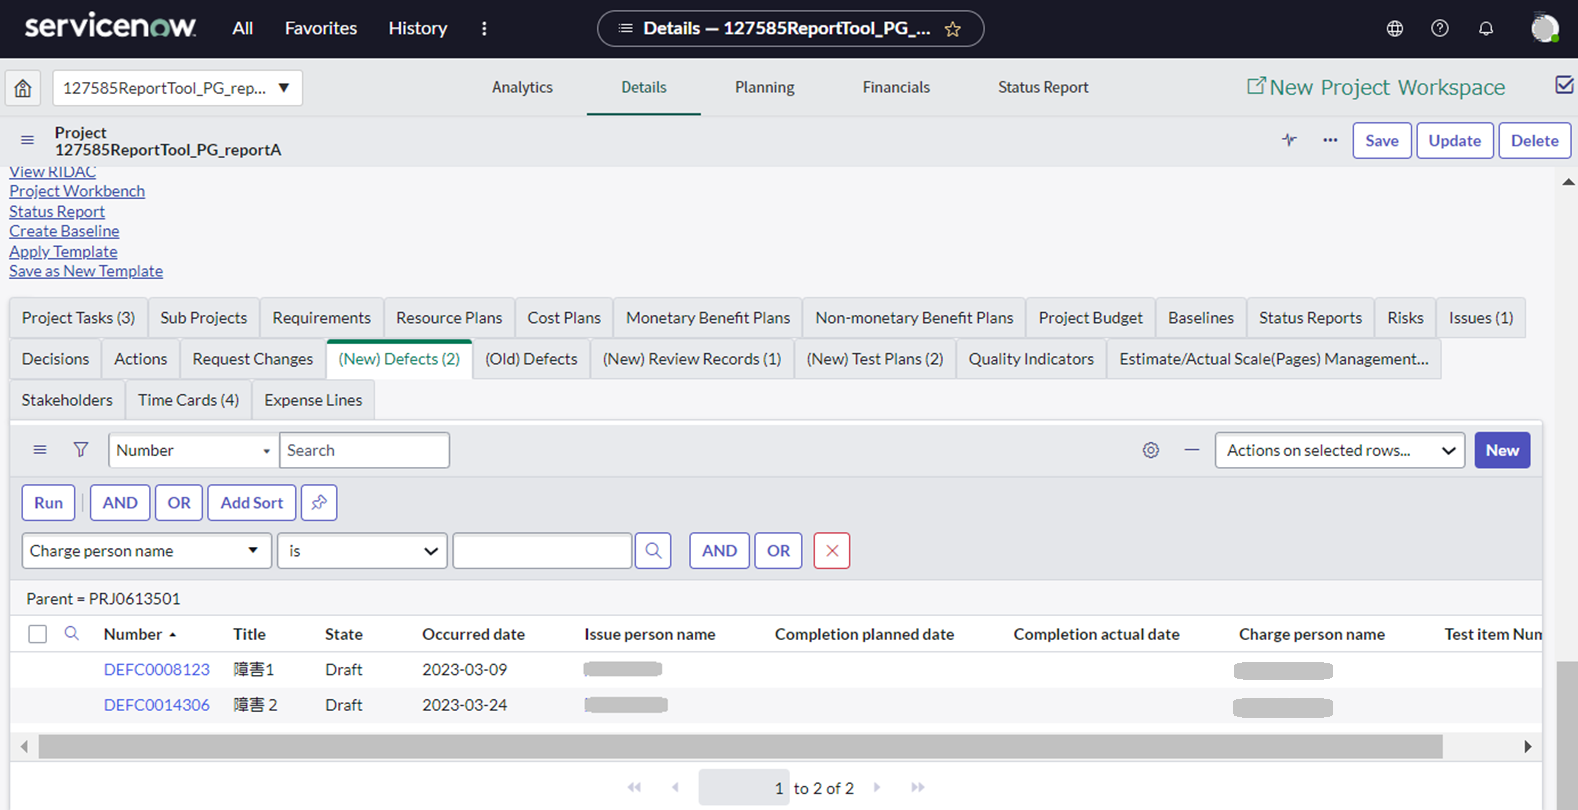 servicenow All Favorites History Details — 127585ReportTool_PG_...
127585ReportTool_PG_rep... Analytics Details Planning Financials Status Report New Project Workspace
Project
127585ReportTool_PG_reportA
Save Update Delete
View RIDAC
Project Workbench
Status Report
Create Baseline
Apply Template
Save as New Template
Project Tasks (3) Sub Projects Requirements Resource Plans Cost Plans Monetary Benefit Plans Non-monetary Benefit Plans Project Budget Baselines Status Reports Risks Issues (1)
Decisions Actions Request Changes (New) Defects (2) (Old) Defects (New) Review Records (1) (New) Test Plans (2) Quality Indicators Estimate/Actual Scale(Pages) Management...
Stakeholders Time Cards (4) Expense Lines
Number Search Actions on selected rows... New
Run AND OR Add Sort
Charge person name is AND OR
Parent = PRJ0613501
Number Title State Occurred date Issue person name Completion planned date Completion actual date Charge person name Test item Num
DEFC0008123 障害1 Draft 2023-03-09
DEFC0014306 障害 2 Draft 2023-03-24
1 to 2 of 2